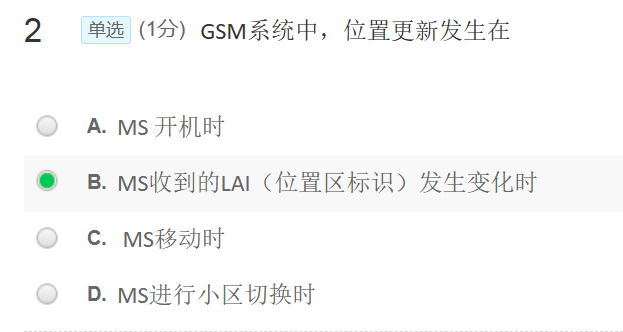 2 单选 (1分) GSM系统中，位置更新发生在
A. MS 开机时
B. MS收到的LAI（位置区标识）发生变化时
C. MS移动时
D. MS进行小区切换时